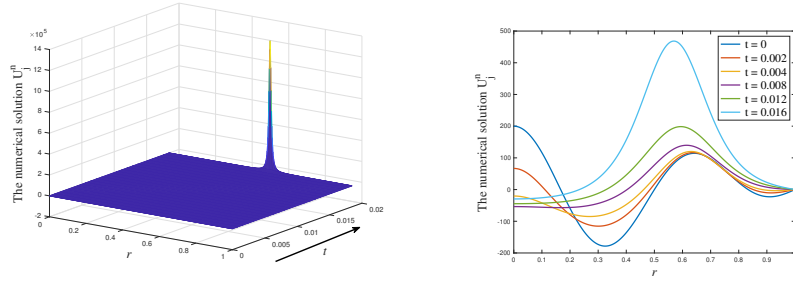 ×10⁵
14
12
10
8
6
4
2
0
-2
The numerical solution Uⁿⱼ
0
0.2
0.4
0.6
0.8
1
r
0
0.005
0.01
0.015
0.02
t
500
400
300
200
100
0
-100
-200
The numerical solution Uⁿⱼ
0 0.1 0.2 0.3 0.4 0.5 0.6 0.7 0.8 0.9
r
t = 0
t = 0.002
t = 0.004
t = 0.008
t = 0.012
t = 0.016